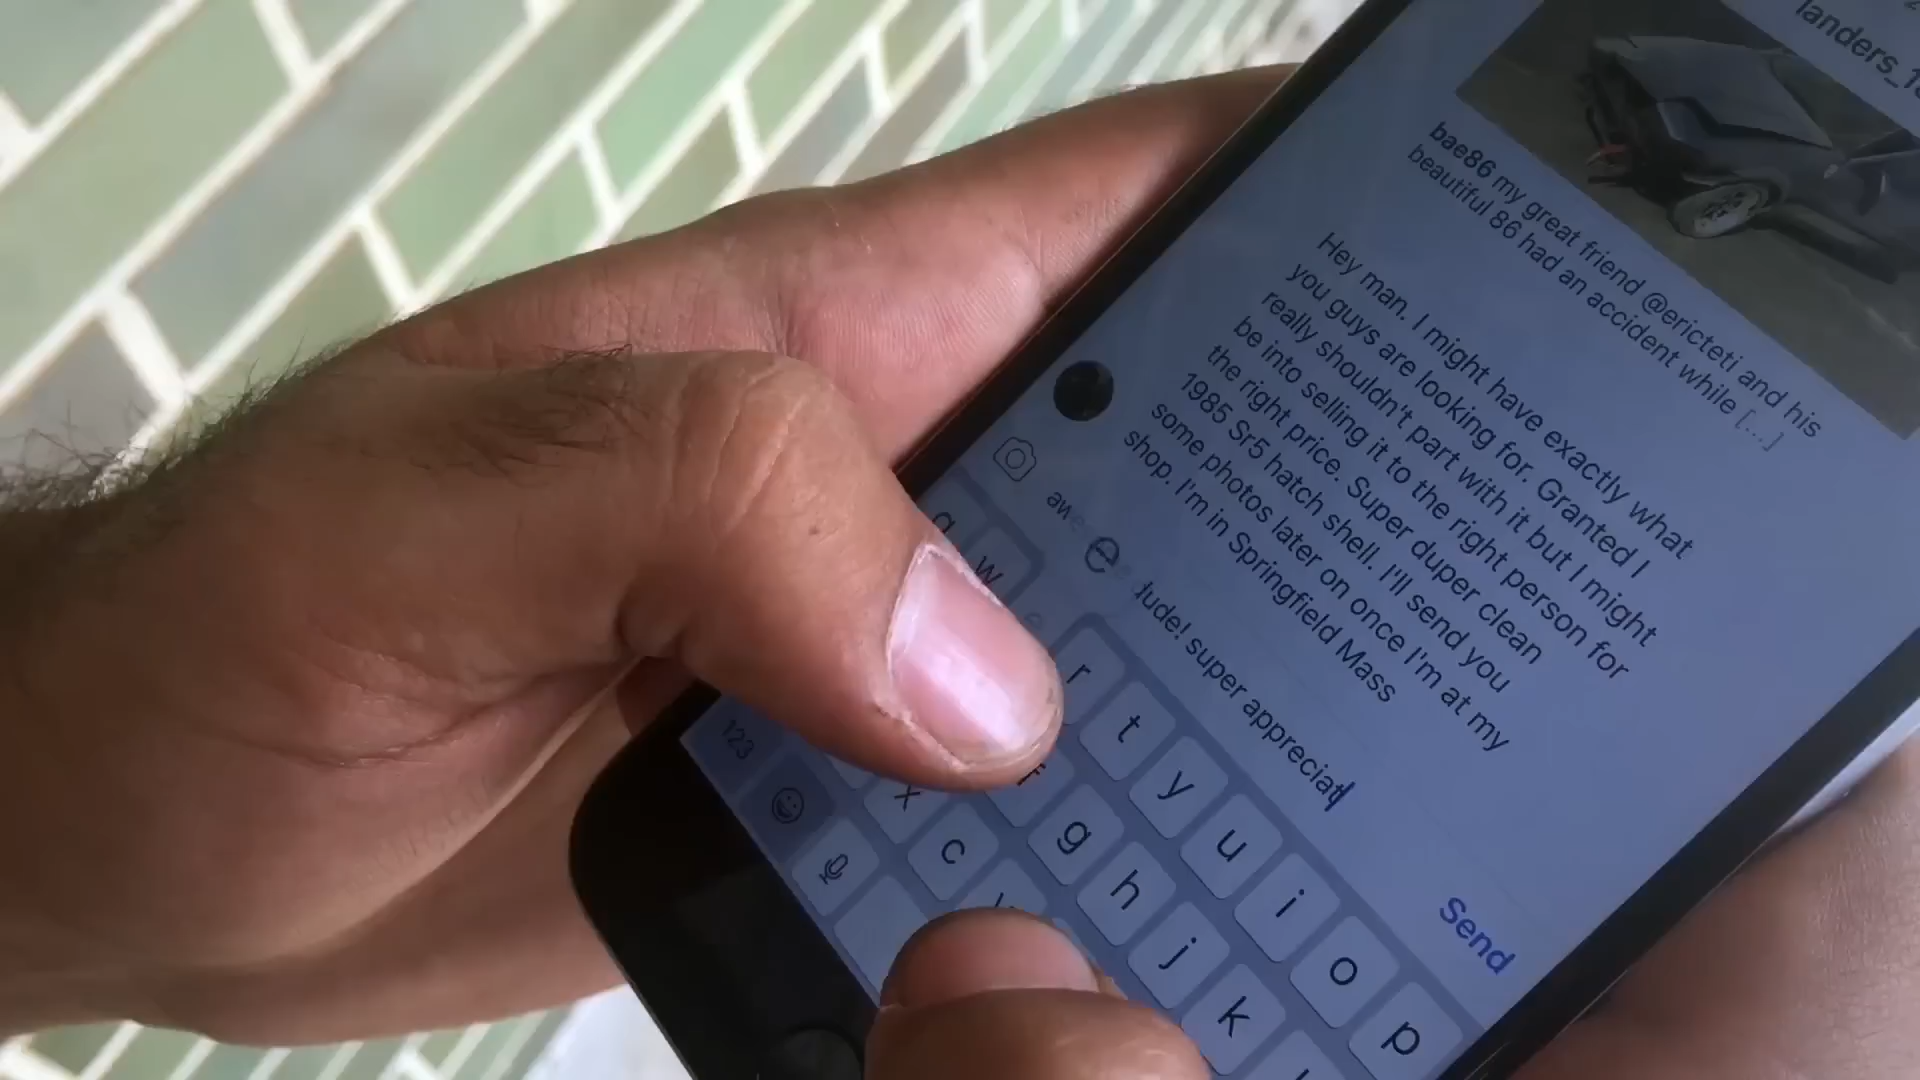 landers_18
bae86 my great friend @ericteti and his
beautiful 86 had an accident while [...]
Hey man. I might have exactly what
you guys are looking for. Granted I
really shouldn't part with it but I might
be into selling it to the right person for
the right price. Super duper clean
1985 Sr5 hatch shell. I'll send you
some photos later on once I'm at my
shop. I'm in Springfield Mass
dude! super appreciat
Send
q w e r t y u i o p
f g h j k l
x c v
123